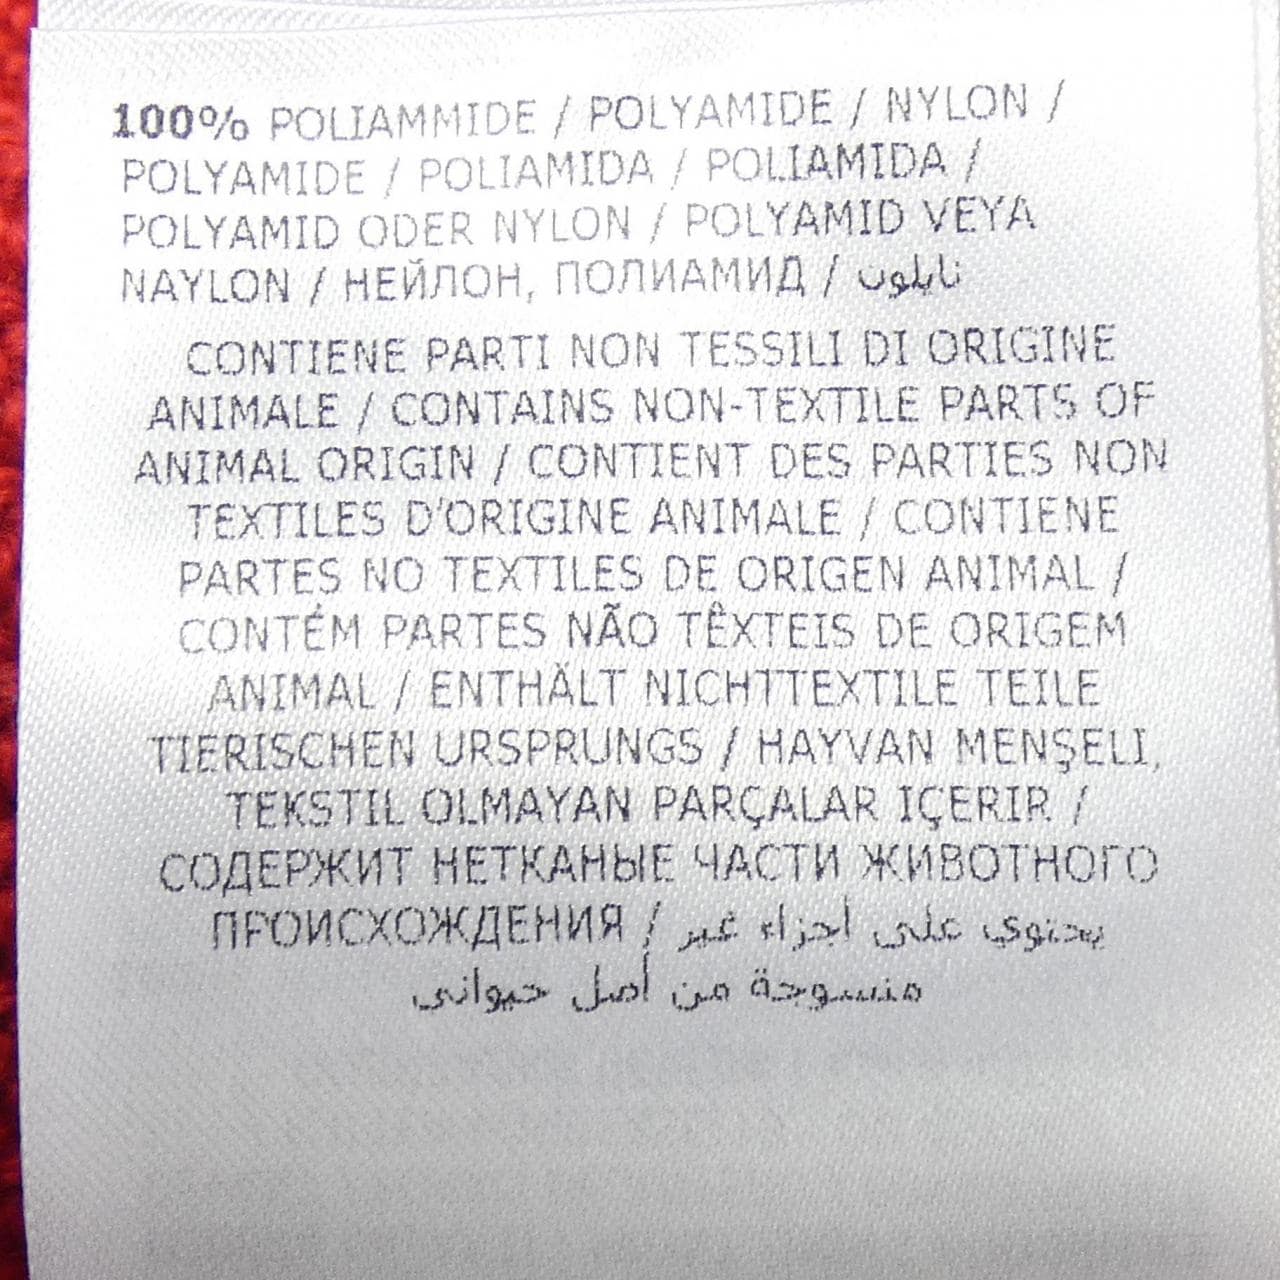 100% POLIAMMIDE / POLYAMIDE / NYLON /
POLYAMIDE / POLIAMIDA / POLIAMIDA /
POLYAMID ODER NYLON / POLYAMID VEYA
NAYLON / НЕЙЛОН, ПОЛИАМИД / نايلون
CONTIENE PARTI NON TESSILI DI ORIGINE
ANIMALE / CONTAINS NON-TEXTILE PARTS OF
ANIMAL ORIGIN / CONTIENT DES PARTIES NON
TEXTILES D'ORIGINE ANIMALE / CONTIENE
PARTES NO TEXTILES DE ORIGEN ANIMAL /
CONTÉM PARTES NÃO TÊXTEIS DE ORIGEM
ANIMAL / ENTHÄLT NICHTTEXTILE TEILE
TIERISCHEN URSPRUNGS / HAYVAN MENŞELI,
TEKSTIL OLMAYAN PARÇALAR IÇERIR /
СОДЕРЖИТ НЕТКАНЫЕ ЧАСТИ ЖИВОТНОГО
ПРОИСХОЖДЕНИЯ / يحتوي على أجزاء غير
منسوجة من أصل حيواني